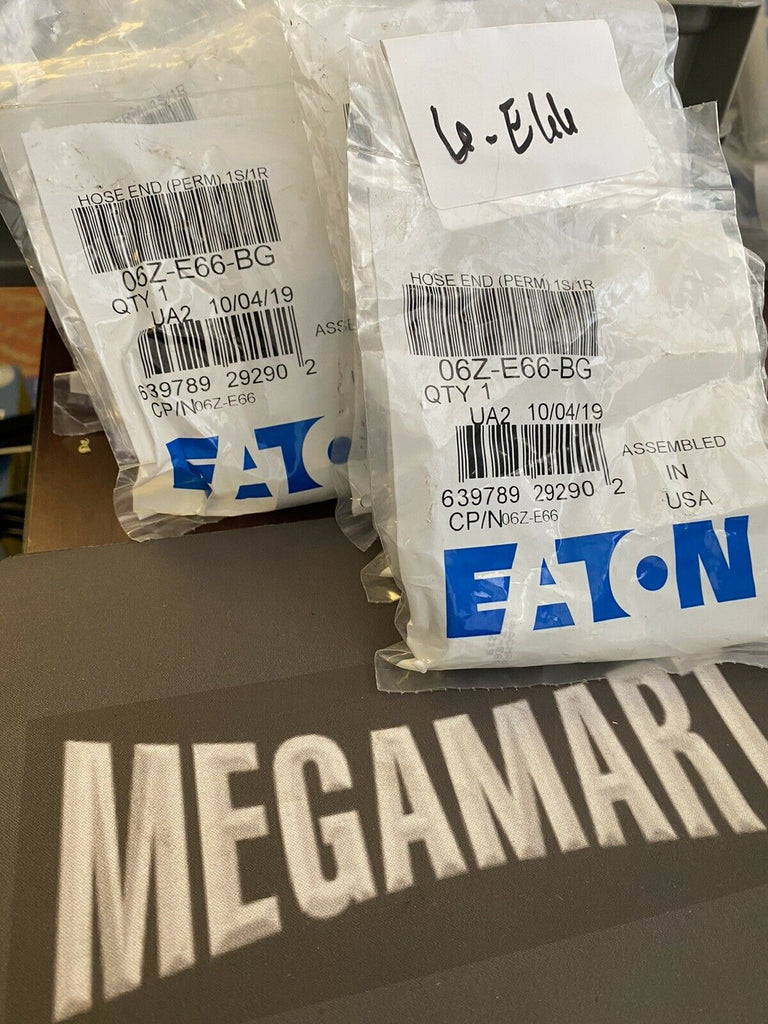 HOSE END (PERM) 1S/1R
06Z-E66-BG
QTY 1
UA2 10/04/19
ASSE
639789 29290 2
CP/N06Z-E66
EATO
6-E66
HOSE END (PERM) 1S/1R
06Z-E66-BG
QTY 1
UA2 10/04/19
ASSEMBLED
IN
USA
639789 29290 2
CP/N06Z-E66
EATON
MEGAMART